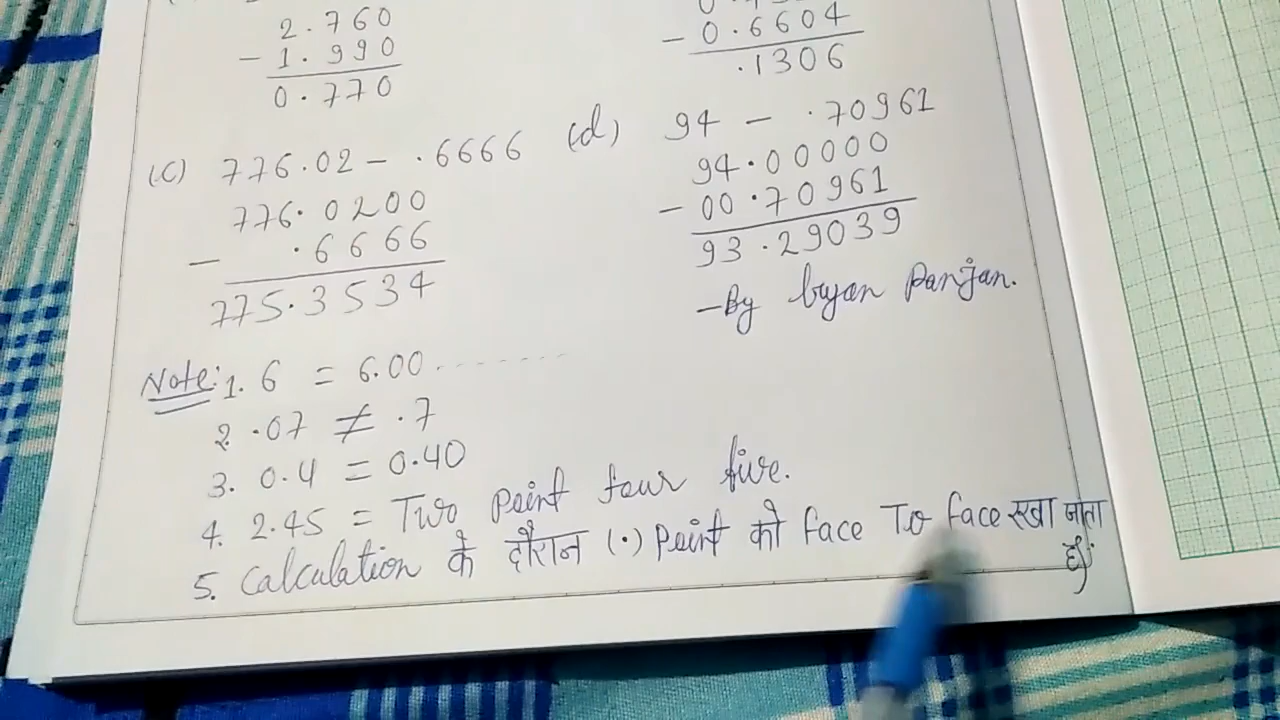 2.760
- 1.990
0.770
- 0.6604
.1306
(c) 776.02 - .6666
776.0200
- .6666
775.3534
(d) 94 - .70961
94.00000
- 00.70961
93.29039
-By Panjan.
Note: 1. 6 = 6.00.........
2. .07 ≠ .7
3. 0.4 = 0.40
4. 2.45 = Two Point four five.
5. Calculation के दौरान (.) Point को face To face रखा जाता है।